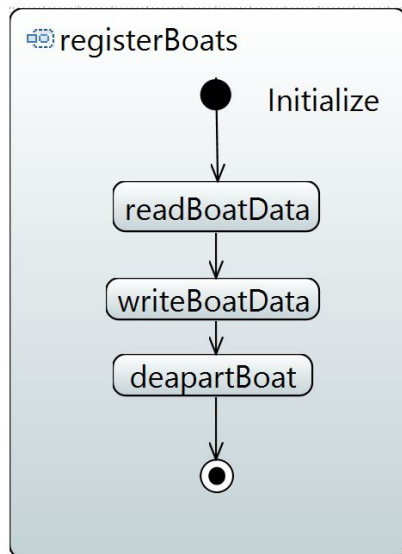 registerBoats
Initialize
readBoatData
writeBoatData
deapartBoat